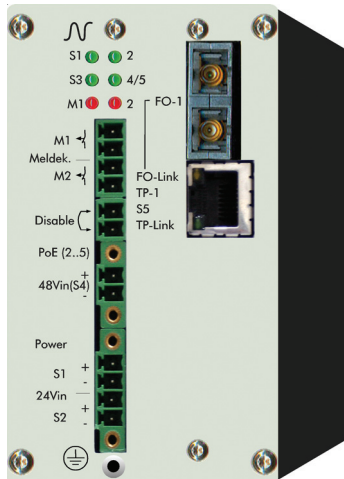 S1 2
S3 4/5
M1 2
FO-1
M1
Meldek.
M2
FO-Link
TP-1
Disable
S5
TP-Link
PoE (2..5)
+
48Vin(S4)
-
Power
+
S1
-
24Vin
+
S2
-